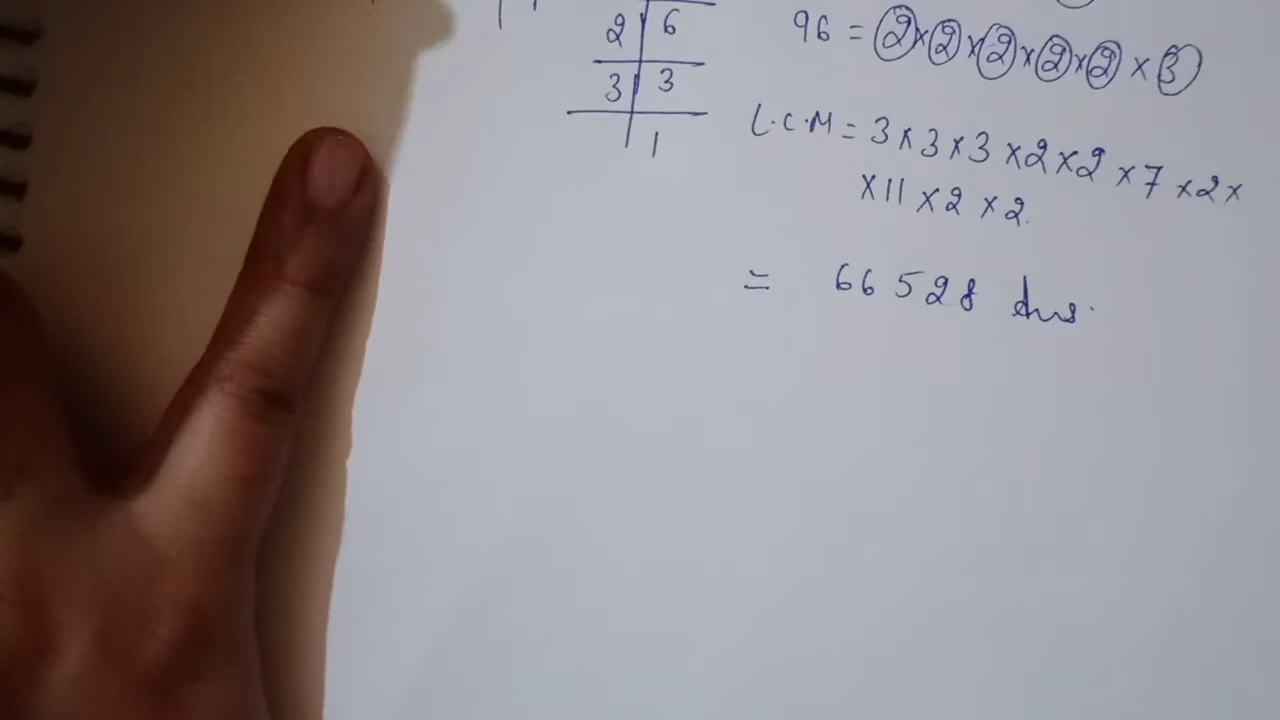 2 | 6
3 | 3
1
96 = 2 × 2 × 2 × 2 × 2 × 3
L.C.M = 3 × 3 × 3 × 2 × 2 × 7 × 2 ×
× 11 × 2 × 2
= 66528 Ans.